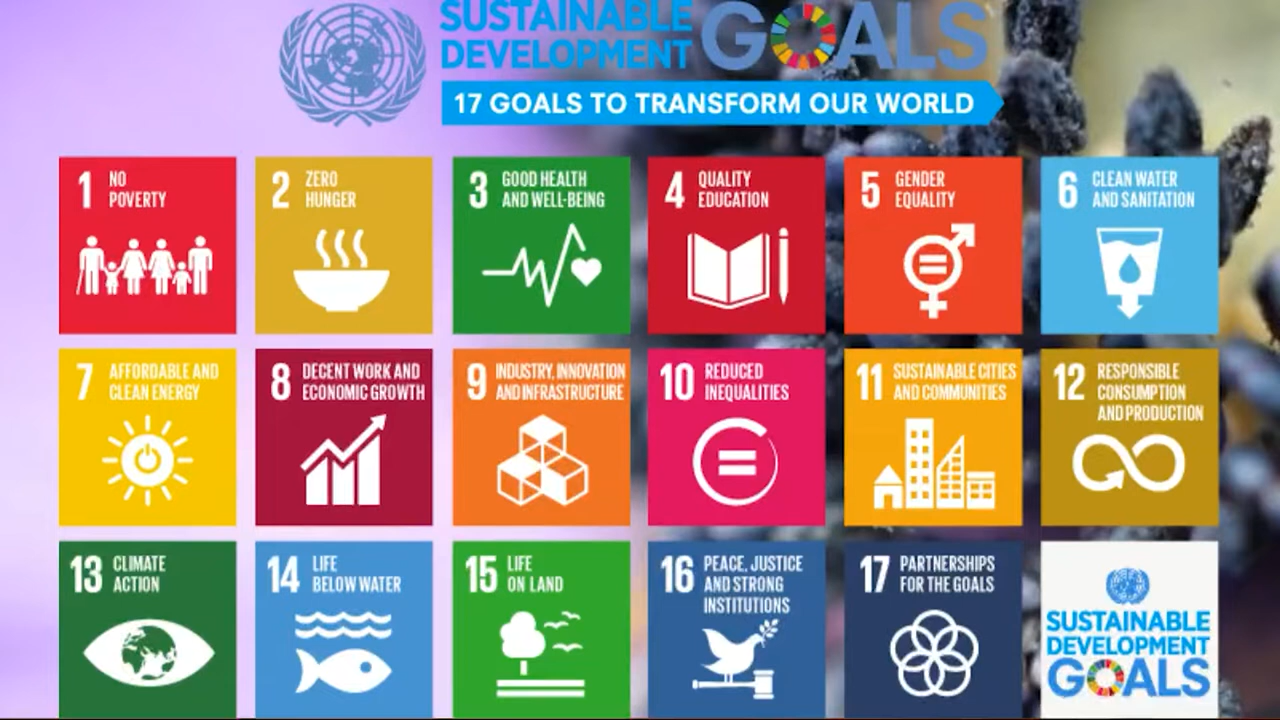 SUSTAINABLE
DEVELOPMENT GOALS
17 GOALS TO TRANSFORM OUR WORLD
1 NO
POVERTY
2 ZERO
HUNGER
3 GOOD HEALTH
AND WELL-BEING
4 QUALITY
EDUCATION
5 GENDER
EQUALITY
6 CLEAN WATER
AND SANITATION
7 AFFORDABLE AND
CLEAN ENERGY
8 DECENT WORK AND
ECONOMIC GROWTH
9 INDUSTRY, INNOVATION
AND INFRASTRUCTURE
10 REDUCED
INEQUALITIES
11 SUSTAINABLE CITIES
AND COMMUNITIES
12 RESPONSIBLE
CONSUMPTION
AND PRODUCTION
13 CLIMATE
ACTION
14 LIFE
BELOW WATER
15 LIFE
ON LAND
16 PEACE, JUSTICE
AND STRONG
INSTITUTIONS
17 PARTNERSHIPS
FOR THE GOALS
SUSTAINABLE
DEVELOPMENT
GOALS